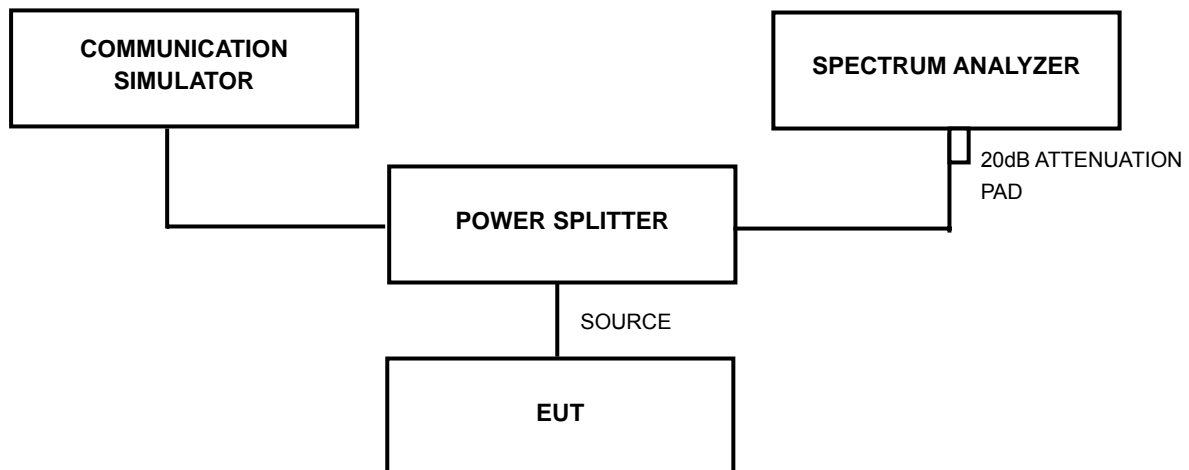 COMMUNICATION
SIMULATOR
SPECTRUM ANALYZER
20dB ATTENUATION
PAD
POWER SPLITTER
SOURCE
EUT